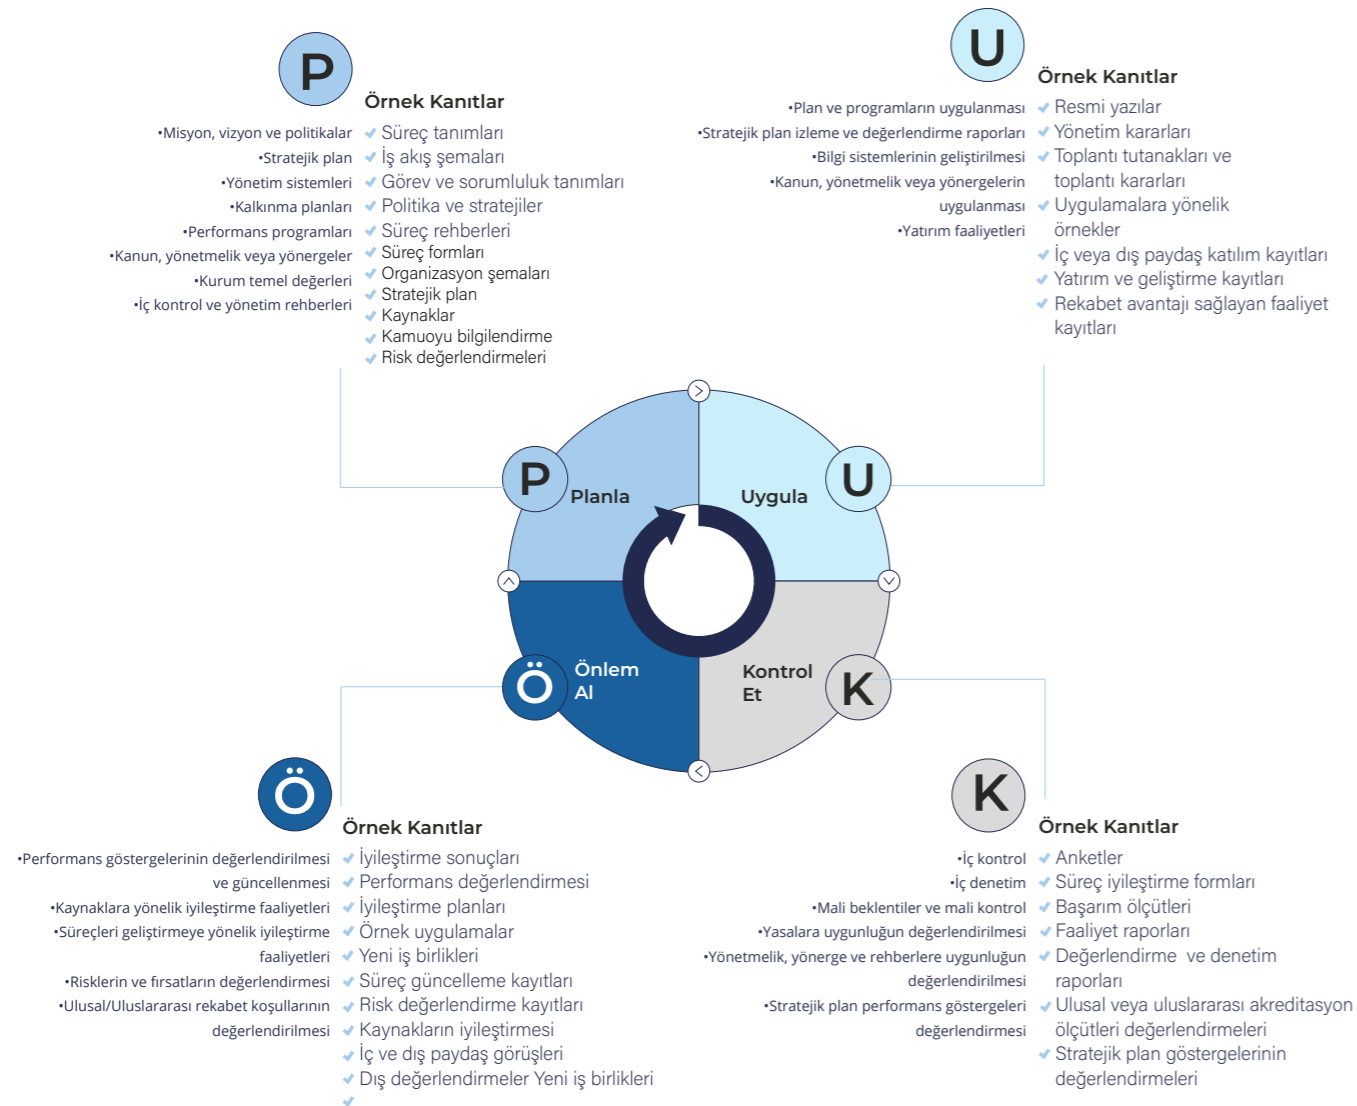 P
Örnek Kanıtlar
•Misyon, vizyon ve politikalar
•Stratejik plan
•Yönetim sistemleri
•Kalkınma planları
•Performans programları
•Kanun, yönetmelik veya yönergeler
•Kurum temel değerleri
•İç kontrol ve yönetim rehberleri
Süreç tanımları
İş akış şemaları
Görev ve sorumluluk tanımları
Politika ve stratejiler
Süreç rehberleri
Süreç formları
Organizasyon şemaları
Stratejik plan
Kaynaklar
Kamuoyu bilgilendirme
Risk değerlendirmeleri
U
Örnek Kanıtlar
•Plan ve programların uygulanması
•Stratejik plan izleme ve değerlendirme raporları
•Bilgi sistemlerinin geliştirilmesi
•Kanun, yönetmelik veya yönergelerin
uygulanması
•Yatırım faaliyetleri
Resmi yazılar
Yönetim kararları
Toplantı tutanakları ve
toplantı kararları
Uygulamalara yönelik
örnekler
İç veya dış paydaş katılım kayıtları
Yatırım ve geliştirme kayıtları
Rekabet avantajı sağlayan faaliyet
kayıtları
P
Planla
Uygula
U
Ö
Önlem
Al
Kontrol
Et
K
Ö
Örnek Kanıtlar
•Performans göstergelerinin değerlendirilmesi
ve güncellenmesi
•Kaynaklara yönelik iyileştirme faaliyetleri
•Süreçleri geliştirmeye yönelik iyileştirme
faaliyetleri
•Risklerin ve fırsatların değerlendirmesi
•Ulusal/Uluslararası rekabet koşullarının
değerlendirilmesi
İyileştirme sonuçları
Performans değerlendirmesi
İyileştirme planları
Örnek uygulamalar
Yeni iş birlikleri
Süreç güncelleme kayıtları
Risk değerlendirme kayıtları
Kaynakların iyileştirmesi
İç ve dış paydaş görüşleri
Dış değerlendirmeler Yeni iş birlikleri
K
Örnek Kanıtlar
•İç kontrol
•İç denetim
•Mali beklentiler ve mali kontrol
•Yasalara uygunluğun değerlendirilmesi
•Yönetmelik, yönerge ve rehberlere uygunluğun
değerlendirilmesi
•Stratejik plan performans göstergeleri
değerlendirmesi
Anketler
Süreç iyileştirme formları
Başarım ölçütleri
Faaliyet raporları
Değerlendirme ve denetim
raporları
Ulusal veya uluslararası akreditasyon
ölçütleri değerlendirmeleri
Stratejik plan göstergelerinin
değerlendirmeleri